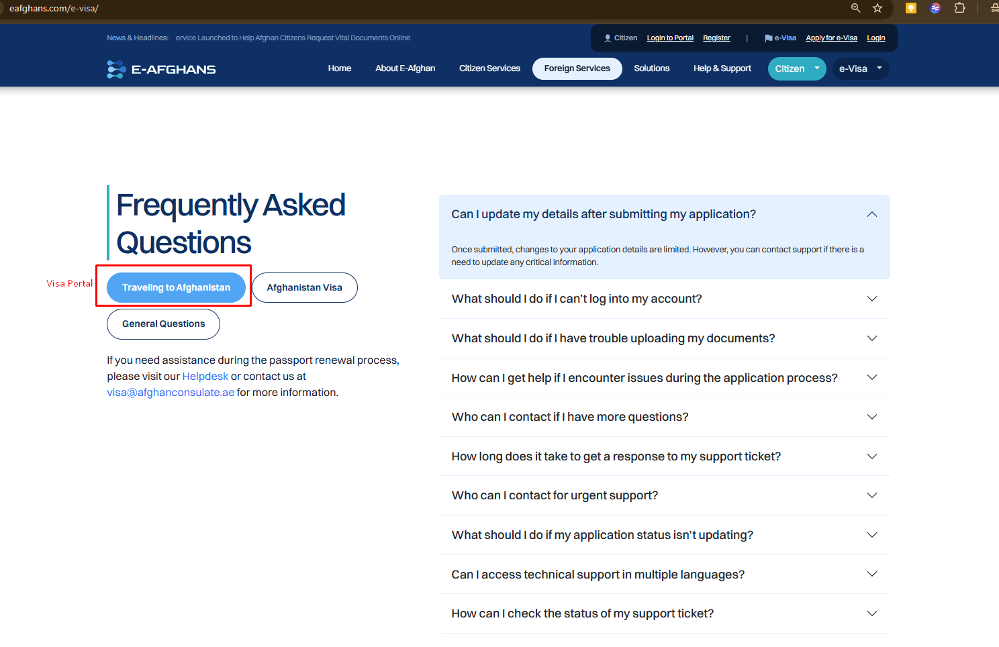 eafghans.com/e-visa/
News & Headlines: ervice Launched to Help Afghan Citizens Request Vital Documents Online
Citizen Login to Portal Register | e-Visa Apply for e-Visa Login
E-AFGHANS
Home About E-Afghan Citizen Services Foreign Services Solutions Help & Support Citizen e-Visa
Frequently Asked
Questions
Visa Portal
Traveling to Afghanistan Afghanistan Visa
General Questions
If you need assistance during the passport renewal process,
please visit our Helpdesk or contact us at
visa@afghanconsulate.ae for more information.
Can I update my details after submitting my application?
Once submitted, changes to your application details are limited. However, you can contact support if there is a
need to update any critical information.
What should I do if I can’t log into my account?
What should I do if I have trouble uploading my documents?
How can I get help if I encounter issues during the application process?
Who can I contact if I have more questions?
How long does it take to get a response to my support ticket?
Who can I contact for urgent support?
What should I do if my application status isn’t updating?
Can I access technical support in multiple languages?
How can I check the status of my support ticket?